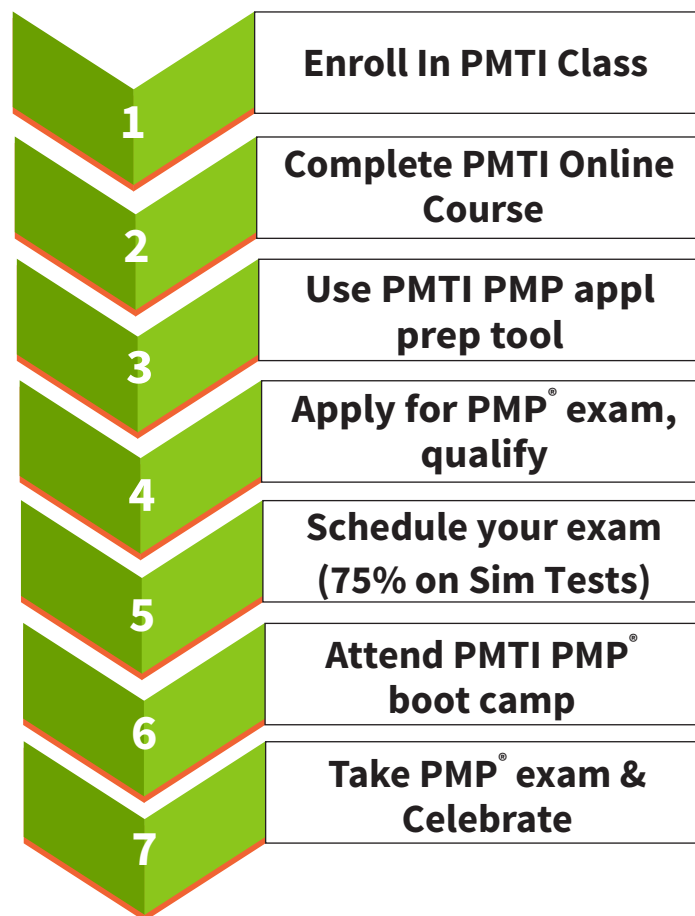 1
Enroll In PMTI Class
2
Complete PMTI Online
Course
3
Use PMTI PMP appl
prep tool
4
Apply for PMP® exam,
qualify
5
Schedule your exam
(75% on Sim Tests)
6
Attend PMTI PMP®
boot camp
7
Take PMP® exam &
Celebrate